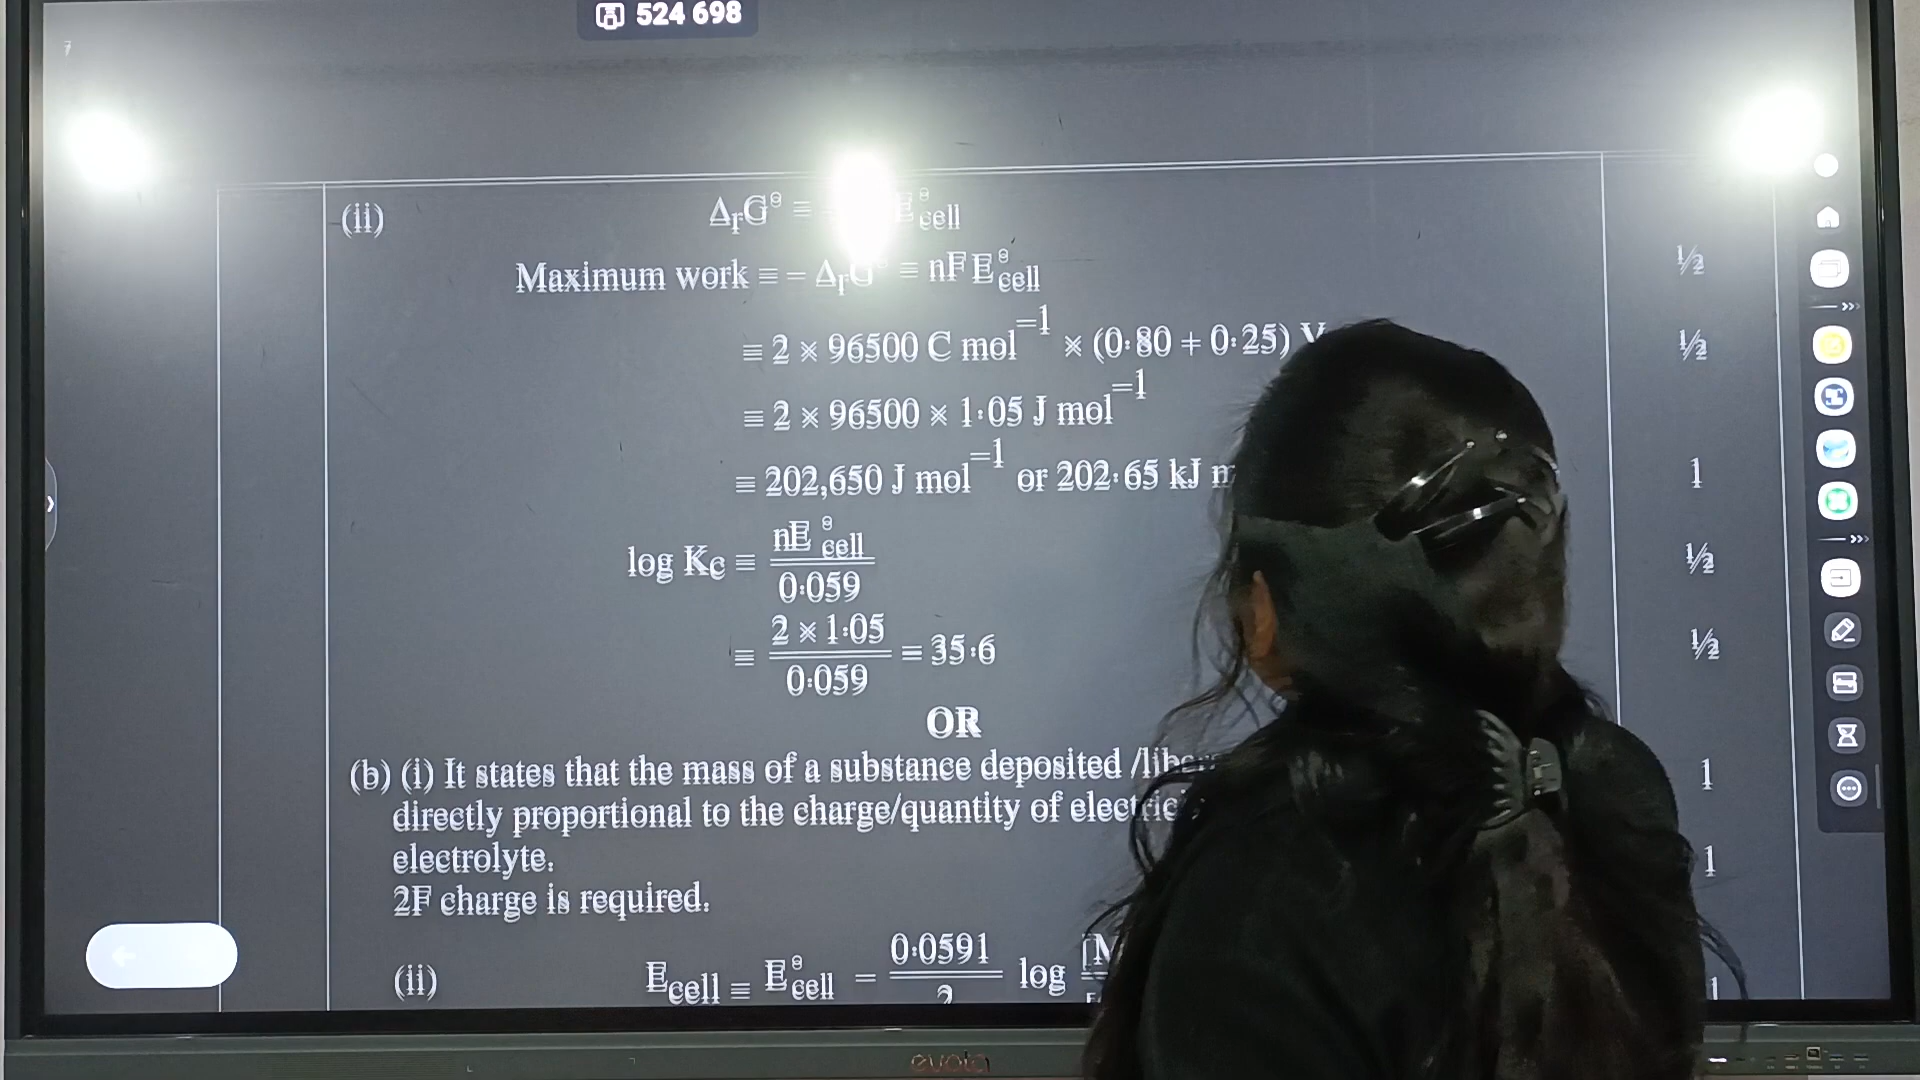 524 698
(ii) ΔrG° = E°cell
Maximum work = – ΔrG° = nFE°cell ½
= 2 × 96500 C mol⁻¹ × (0·80 + 0·25) V ½
= 2 × 96500 × 1·05 J mol⁻¹
= 202,650 J mol⁻¹ or 202·65 kJ 1
log Kc = nE°cell / 0·059 ½
= 2 × 1·05 / 0·059 = 35·6 ½
OR
(b) (i) It states that the mass of a substance deposited 1
directly proportional to the charge/quantity of
electrolyte. 1
2F charge is required.
(ii) Ecell = E°cell – 0·0591 / 2 log [M 1
evota